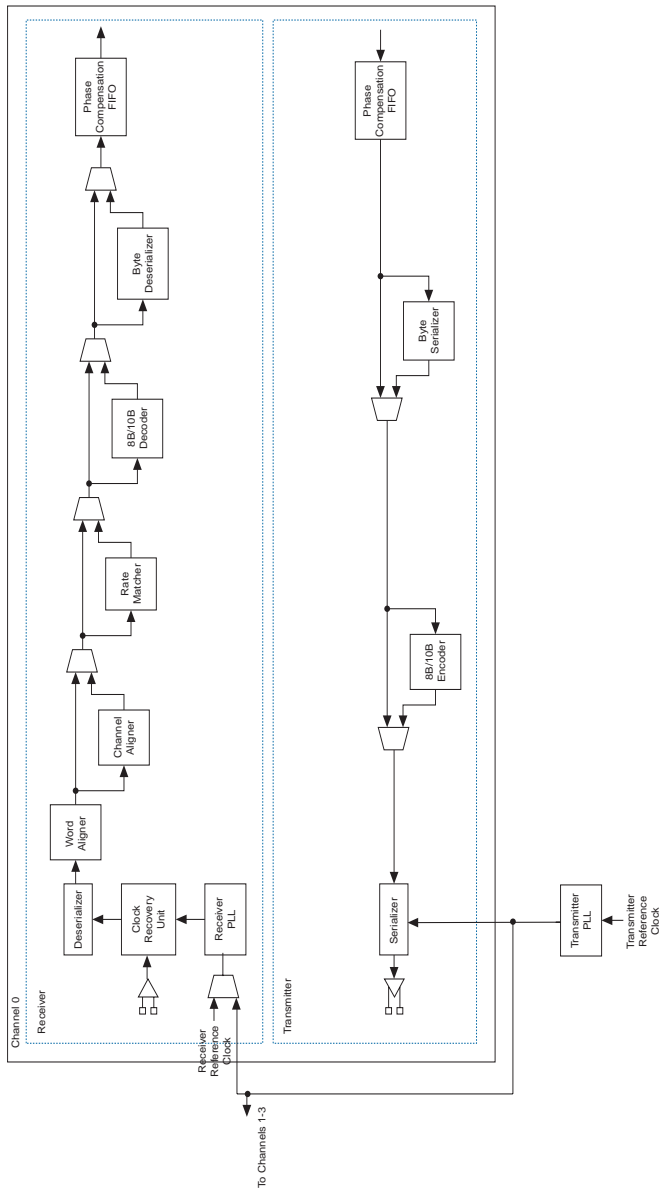 Channel 0
Receiver
Deserializer
Word
Aligner
Channel
Aligner
Rate
Matcher
8B/10B
Decoder
Byte
Deserializer
Phase
Compensation
FIFO
Clock
Recovery
Unit
Receiver
PLL
Receiver
Reference
Clock
Transmitter
Serializer
8B/10B
Encoder
Byte
Serializer
Phase
Compensation
FIFO
Transmitter
PLL
Transmitter
Reference
Clock
To Channels 1-3